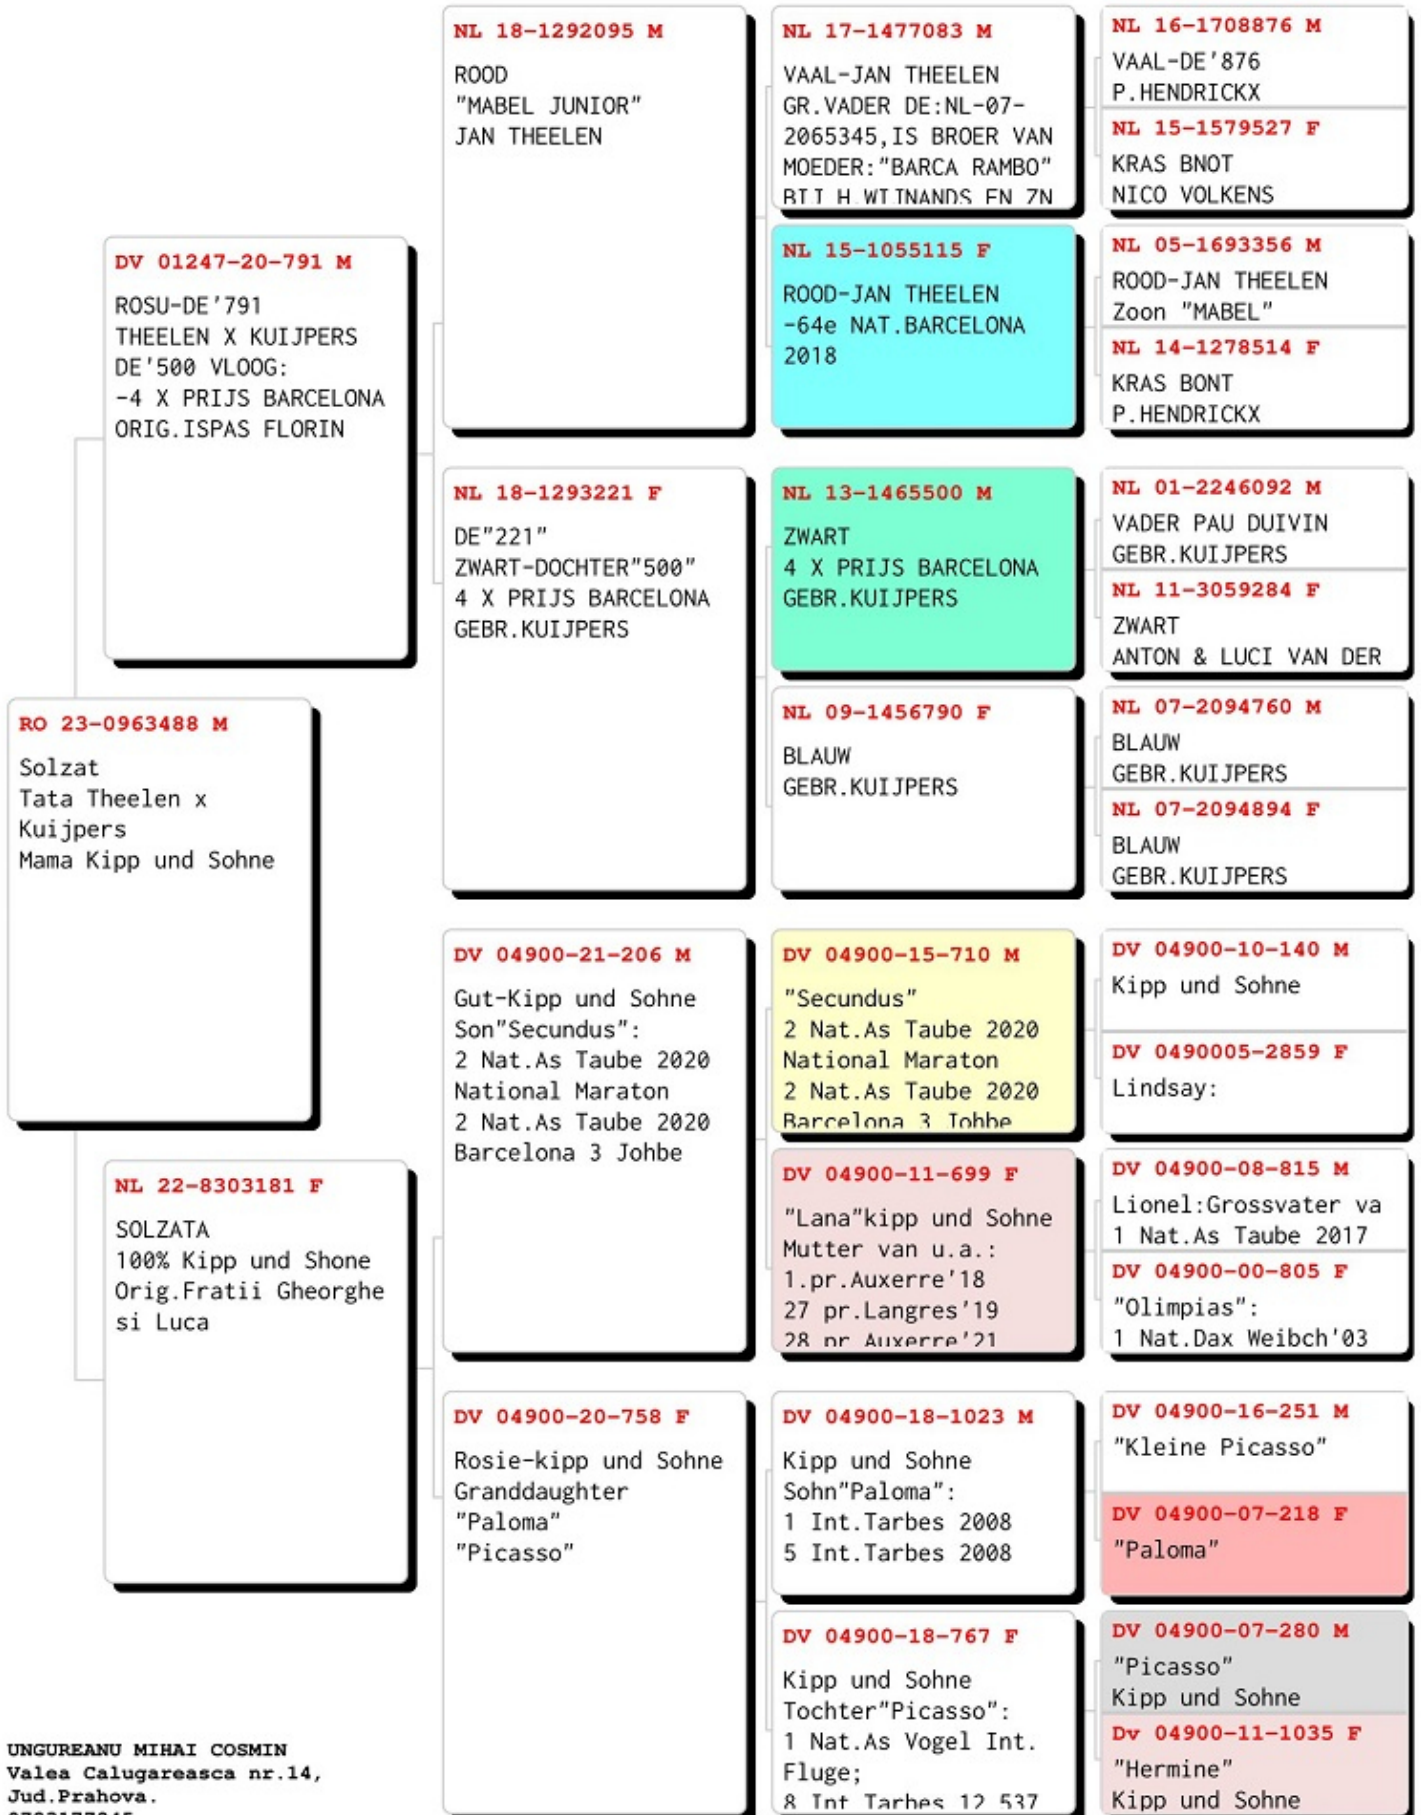 NL 18-1292095 M
ROOD
"MABEL JUNIOR"
JAN THEELEN
NL 17-1477083 M
VAAL-JAN THEELEN
GR.VADER DE:NL-07-
2065345,IS BROER VAN
MOEDER:"BARCA RAMBO"
BIJ H.WIJNANDS EN ZN
NL 16-1708876 M
VAAL-DE'876
P.HENDRICKX
NL 15-1579527 F
KRAS BNOT
NICO VOLKENS
DV 01247-20-791 M
ROSU-DE'791
THEELEN X KUIJPERS
DE'500 VLOOG:
-4 X PRIJS BARCELONA
ORIG.ISPAS FLORIN
NL 15-1055115 F
ROOD-JAN THEELEN
-64e NAT.BARCELONA
2018
NL 05-1693356 M
ROOD-JAN THEELEN
Zoon "MABEL"
NL 14-1278514 F
KRAS BONT
P.HENDRICKX
NL 18-1293221 F
DE"221"
ZWART-DOCHTER"500"
4 X PRIJS BARCELONA
GEBR.KUIJPERS
NL 13-1465500 M
ZWART
4 X PRIJS BARCELONA
GEBR.KUIJPERS
NL 01-2246092 M
VADER PAU DUIVIN
GEBR.KUIJPERS
NL 11-3059284 F
ZWART
ANTON & LUCI VAN DER
RO 23-0963488 M
Solzat
Tata Theelen x
Kuijpers
Mama Kipp und Sohne
NL 09-1456790 F
BLAUW
GEBR.KUIJPERS
NL 07-2094760 M
BLAUW
GEBR.KUIJPERS
NL 07-2094894 F
BLAUW
GEBR.KUIJPERS
DV 04900-21-206 M
Gut-Kipp und Sohne
Son"Secundus":
2 Nat.As Taube 2020
National Maraton
2 Nat.As Taube 2020
Barcelona 3 Johbe
DV 04900-15-710 M
"Secundus"
2 Nat.As Taube 2020
National Maraton
2 Nat.As Taube 2020
Barcelona 3 Johbe
DV 04900-10-140 M
Kipp und Sohne
DV 0490005-2859 F
Lindsay:
NL 22-8303181 F
SOLZATA
100% Kipp und Shone
Orig.Fratii Gheorghe
si Luca
DV 04900-11-699 F
"Lana"kipp und Sohne
Mutter van u.a.:
1.pr.Auxerre'18
27 pr.Langres'19
28 pr.Auxerre'21
DV 04900-08-815 M
Lionel:Grossvater va
1 Nat.As Taube 2017
DV 04900-00-805 F
"Olimpias":
1 Nat.Dax Weibch'03
DV 04900-20-758 F
Rosie-kipp und Sohne
Granddaughter
"Paloma"
"Picasso"
DV 04900-18-1023 M
Kipp und Sohne
Sohn"Paloma":
1 Int.Tarbes 2008
5 Int.Tarbes 2008
DV 04900-16-251 M
"Kleine Picasso"
DV 04900-07-218 F
"Paloma"
DV 04900-18-767 F
Kipp und Sohne
Tochter"Picasso":
1 Nat.As Vogel Int.
Fluge;
8 Int.Tarbes 12.537
DV 04900-07-280 M
"Picasso"
Kipp und Sohne
Dv 04900-11-1035 F
"Hermine"
Kipp und Sohne
UNGUREANU MIHAI COSMIN
Valea Calugareasca nr.14,
Jud.Prahova.